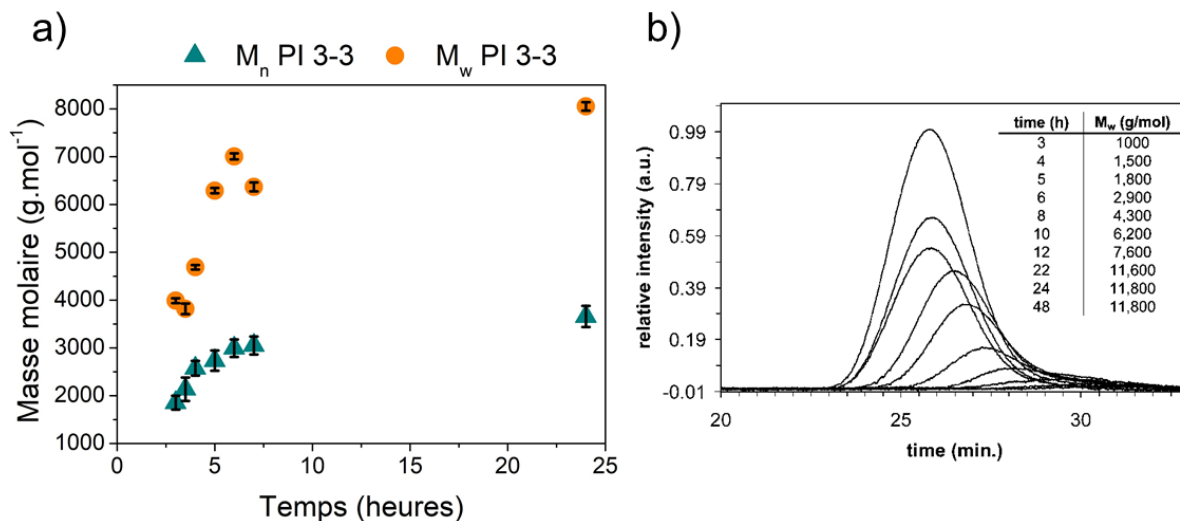 a)
Mn PI 3-3 Mw PI 3-3
Masse molaire (g.mol-1)
8000
7000
6000
5000
4000
3000
2000
1000
0 5 10 15 20 25
Temps (heures)
b)
relative intensity (a.u.)
0.99
0.79
0.59
0.39
0.19
-0.01
20 25 30
time (min.)
time (h) Mw (g/mol)
3 1000
4 1,500
5 1,800
6 2,900
8 4,300
10 6,200
12 7,600
22 11,600
24 11,800
48 11,800